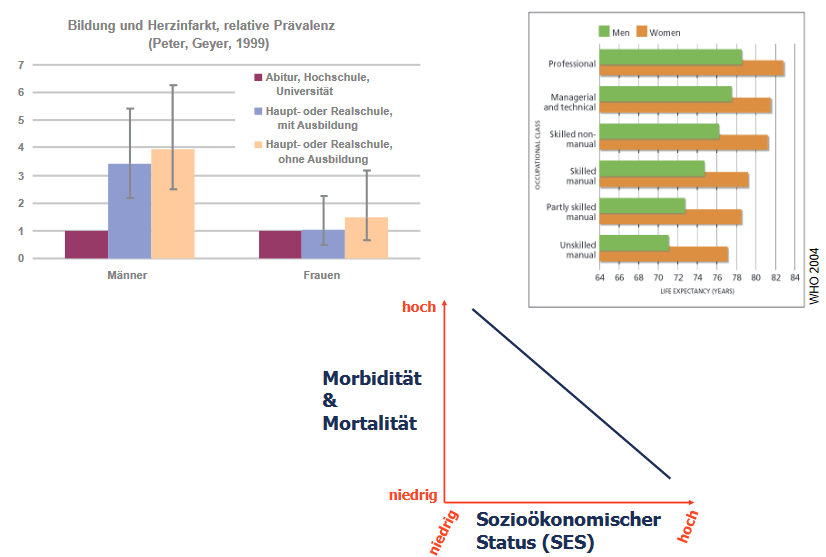 Bildung und Herzinfarkt, relative Prävalenz
(Peter, Geyer, 1999)
7
6
5
4
3
2
1
0
Abitur, Hochschule,
Universität
Haupt- oder Realschule,
mit Ausbildung
Haupt- oder Realschule,
ohne Ausbildung
Männer
Frauen
Men
Women
OCCUPATIONAL CLASS
Professional
Managerial
and technical
Skilled non-
manual
Skilled
manual
Partly skilled
manual
Unskilled
manual
64 66 68 70 72 74 76 78 80 82 84
LIFE EXPECTANCY (YEARS)
WHO 2004
hoch
Morbidität
&
Mortalität
niedrig
niedrig
Sozioökonomischer
Status (SES)
hoch